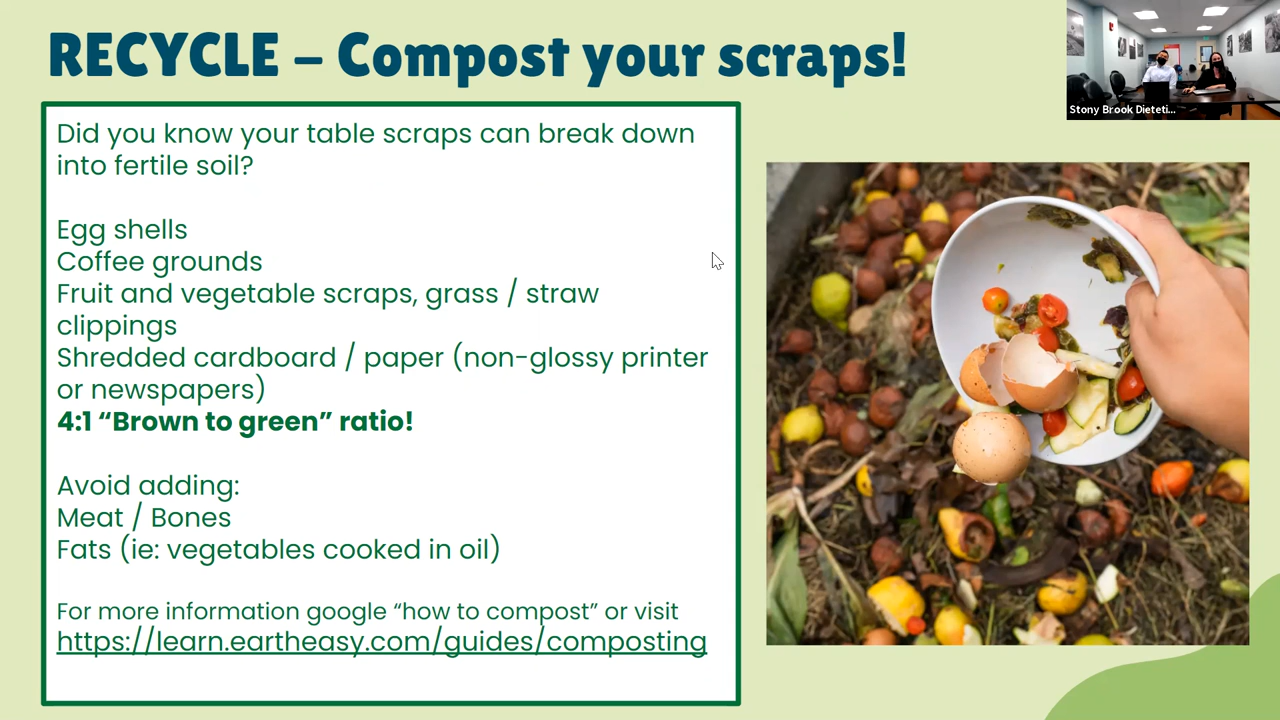 RECYCLE – Compost your scraps!
Stony Brook Dieteti...
Did you know your table scraps can break down
into fertile soil?
Egg shells
Coffee grounds
Fruit and vegetable scraps, grass / straw
clippings
Shredded cardboard / paper (non-glossy printer
or newspapers)
4:1 “Brown to green” ratio!
Avoid adding:
Meat / Bones
Fats (ie: vegetables cooked in oil)
For more information google “how to compost” or visit
https://learn.eartheasy.com/guides/composting